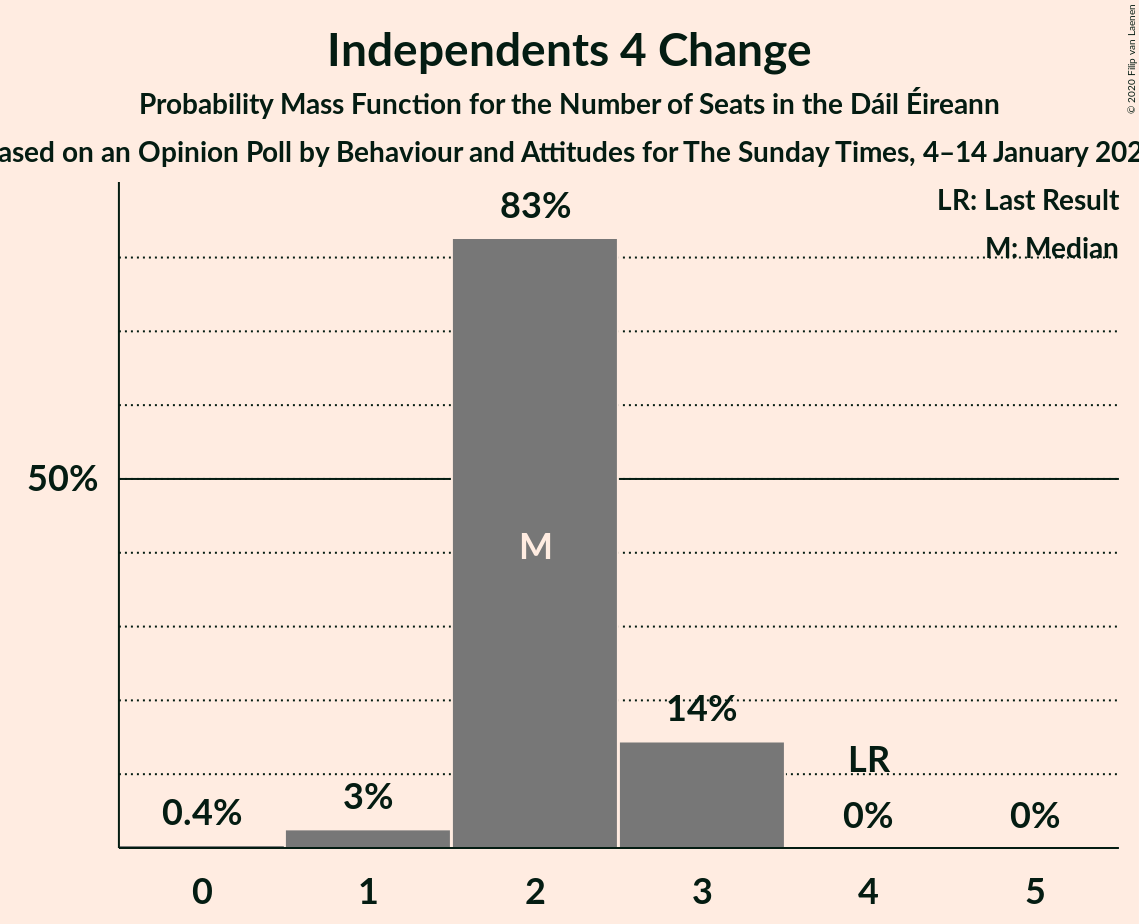 Independents 4 Change
Probability Mass Function for the Number of Seats in the Dáil Éireann
ased on an Opinion Poll by Behaviour and Attitudes for The Sunday Times, 4–14 January 202
© 2020 Filip van Laenen
LR: Last Result
M: Median
83%
50%
M
14%
LR
3%
0.4%
0%
0%
0 1 2 3 4 5